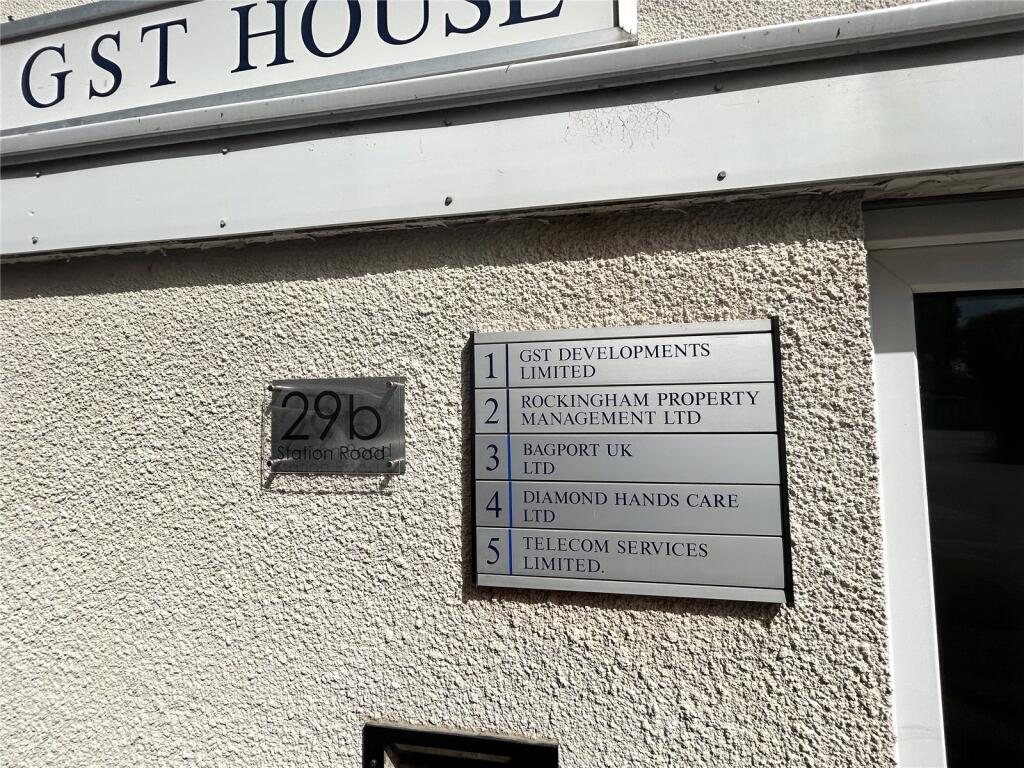 GST HOUSE
29b
Station Road
1 GST DEVELOPMENTS
LIMITED
2 ROCKINGHAM PROPERTY
MANAGEMENT LTD
3 BAGPORT UK
LTD
4 DIAMOND HANDS CARE
LTD
5 TELECOM SERVICES
LIMITED.